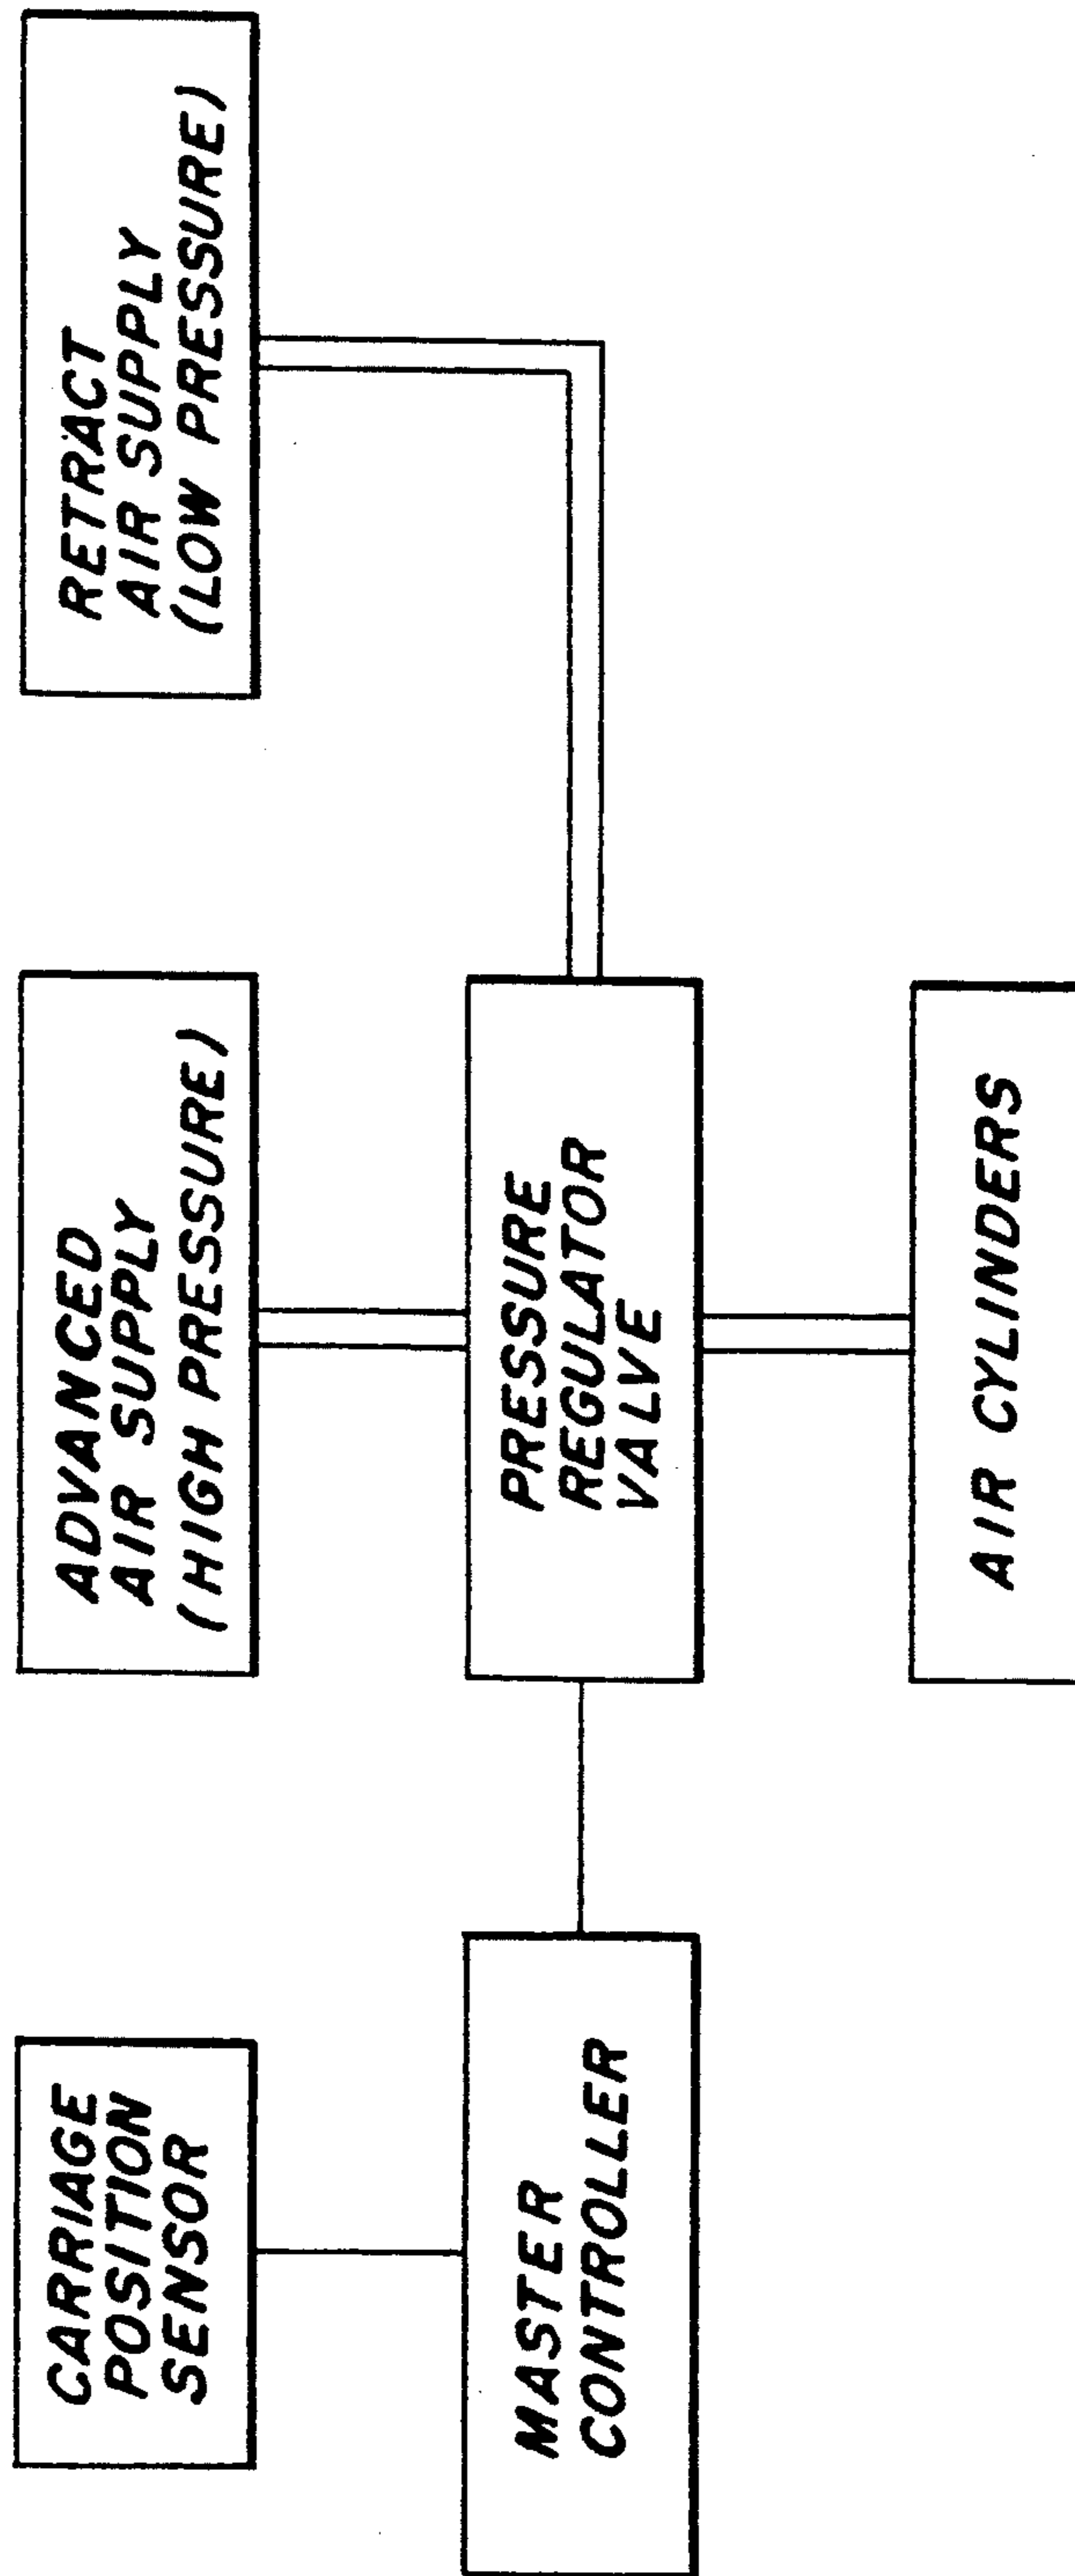 CARRIAGE
POSITION
SENSOR
ADVANCED
AIR SUPPLY
(HIGH PRESSURE)
RETRACT
AIR SUPPLY
(LOW PRESSURE)
MASTER
CONTROLLER
PRESSURE
REGULATOR
VALVE
AIR CYLINDERS